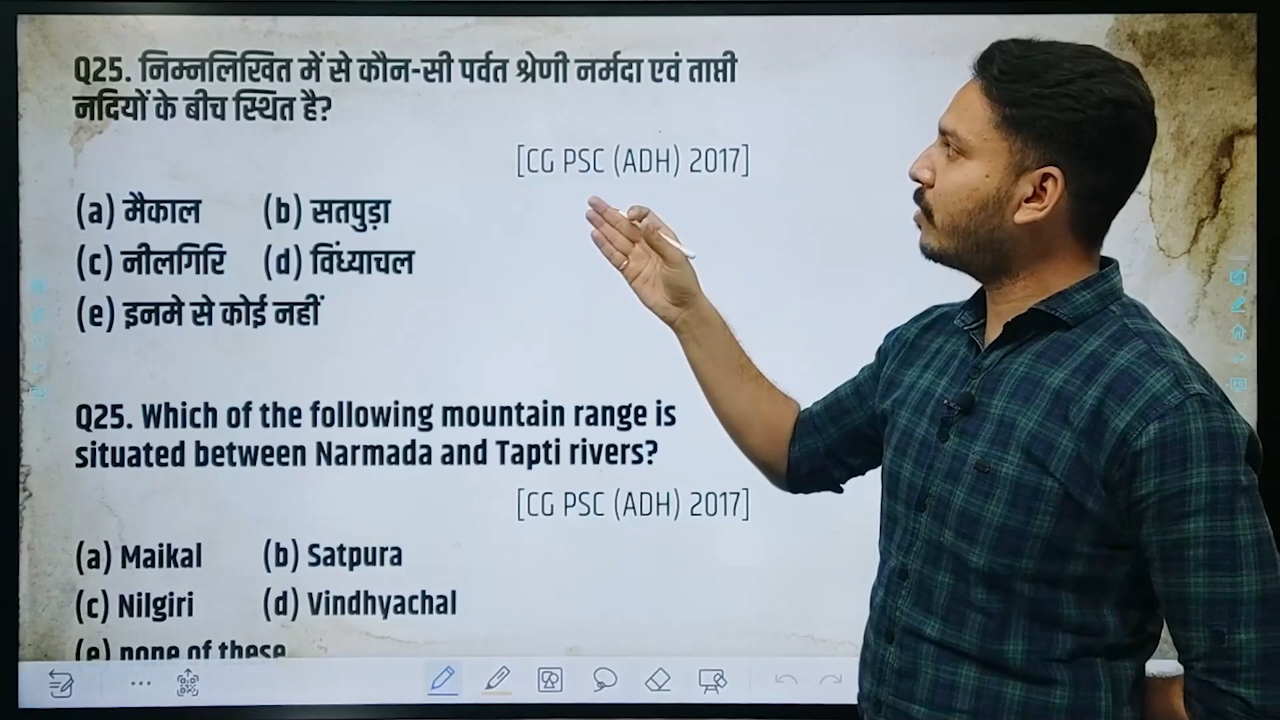 Q25. निम्नलिखित में से कौन-सी पर्वत श्रेणी नर्मदा एवं ताप्ती
नदियों के बीच स्थित है?
[CG PSC (ADH) 2017]
(a) मैकाल (b) सतपुड़ा
(c) नीलगिरि (d) विंध्याचल
(e) इनमे से कोई नहीं
Q25. Which of the following mountain range is
situated between Narmada and Tapti rivers?
[CG PSC (ADH) 2017]
(a) Maikal (b) Satpura
(c) Nilgiri (d) Vindhyachal
(e) none of these